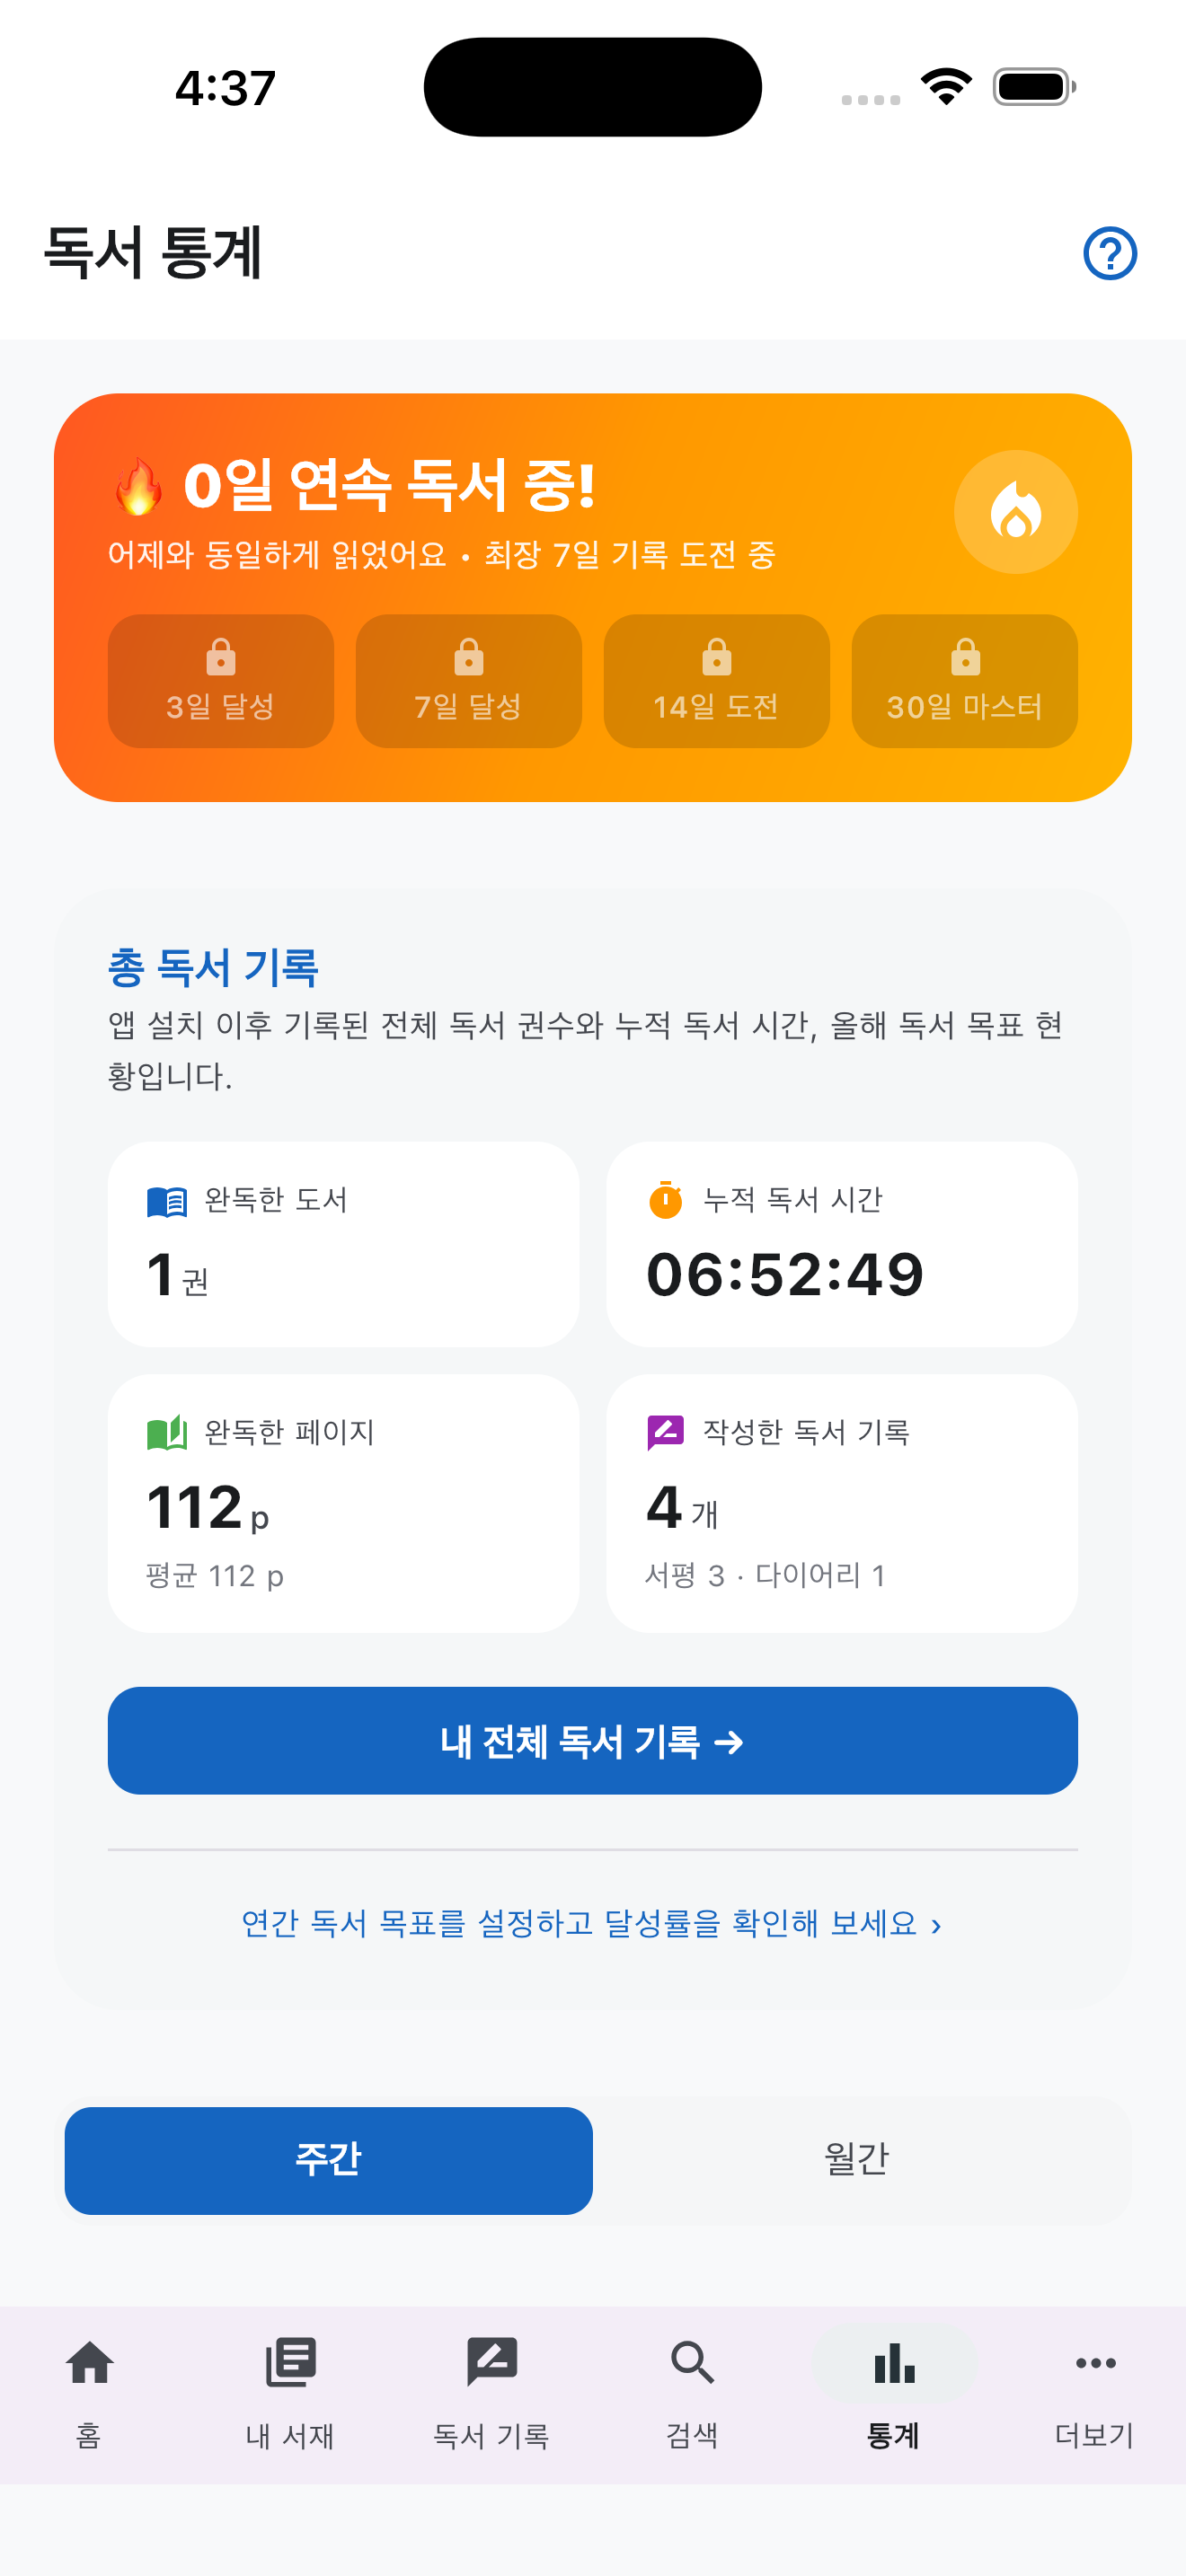 4:37
독서 통계
🔥 0일 연속 독서 중!
어제와 동일하게 읽었어요 • 최장 7일 기록 도전 중
3일 달성
7일 달성
14일 도전
30일 마스터
총 독서 기록
앱 설치 이후 기록된 전체 독서 권수와 누적 독서 시간, 올해 독서 목표 현
황입니다.
완독한 도서
1 권
누적 독서 시간
06:52:49
완독한 페이지
112 p
평균 112 p
작성한 독서 기록
4 개
서평 3 · 다이어리 1
내 전체 독서 기록 →
연간 독서 목표를 설정하고 달성률을 확인해 보세요 ›
주간
월간
홈
내 서재
독서 기록
검색
통계
더보기